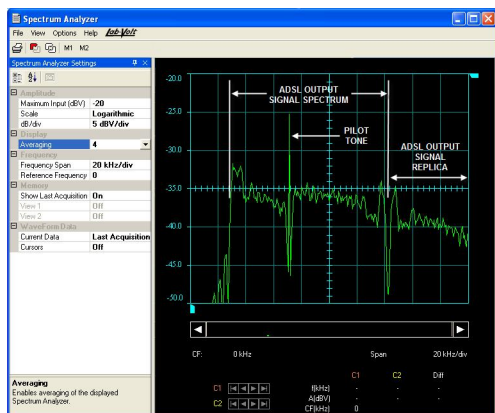 Spectrum Analyzer
File View Options Help Lab-Volt
M1 M2
Spectrum Analyzer Settings
Amplitude
Maximum Input (dBV) -20
Scale Logarithmic
dB/div 5 dBV/div
Display
Averaging 4
Frequency
Frequency Span 20 kHz/div
Reference Frequency 0
Memory
Show Last Acquisition On
View 1 Off
View 2 Off
WaveForm Data
Current Data Last Acquisition
Cursors Off
Averaging
Enables averaging of the displayed
Spectrum Analyzer.
-20.0
-25.0
-30.0
-35.0
-40.0
-45.0
-50.0
ADSL OUTPUT
SIGNAL SPECTRUM
PILOT
TONE
ADSL OUTPUT
SIGNAL
REPLICA
CF: 0 kHz Span 20 kHz/div
C1 C2 Diff
C1 f(kHz) - - -
A(dBV) - - -
C2 CF(kHz) 0